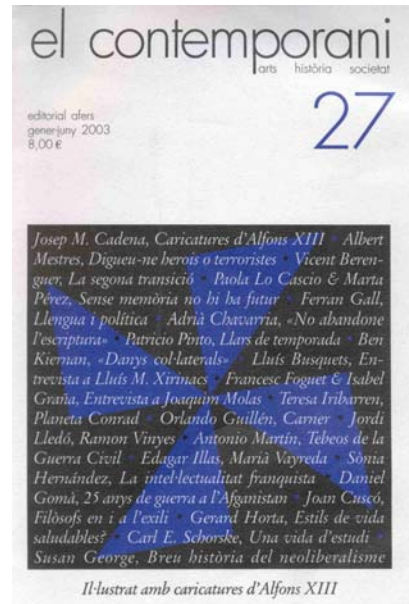 el contemporani
arts història societat
27
editorial afers
gener-juny 2003
8,00 €
Josep M. Cadena, Caricatures d'Alfons XIII • Albert
Mestres, Digueu-ne herois o terroristes • Vicent Beren-
guer, La segona transició • Paola Lo Cascio & Marta
Pérez, Sense memòria no hi ha futur • Ferran Gall,
Llengua i política • Adrià Chavarria, «No abandone
l'escriptura» • Patricio Pinto, Llars de temporada • Ben
Kiernan, «Danys col·laterals» • Lluís Busquets, En-
trevista a Lluís M. Xirinacs • Francesc Foguet & Isabel
Graña, Entrevista a Joaquim Molas • Teresa Iribarren,
Planeta Conrad • Orlando Guillén, Carner • Jordi
Lledó, Ramon Vinyes • Antonio Martín, Tebeos de la
Guerra Civil • Edagar Illas, Marià Vayreda • Sònia
Hernández, La intel·lectualitat franquista • Daniel
Gomà, 25 anys de guerra a l'Afganistan • Joan Cuscó,
Filòsofs en i a l'exili • Gerard Horta, Estils de vida
saludables? • Carl E. Schorske, Una vida d'estudi •
Susan George, Breu història del neoliberalisme
Il·lustrat amb caricatures d'Alfons XIII